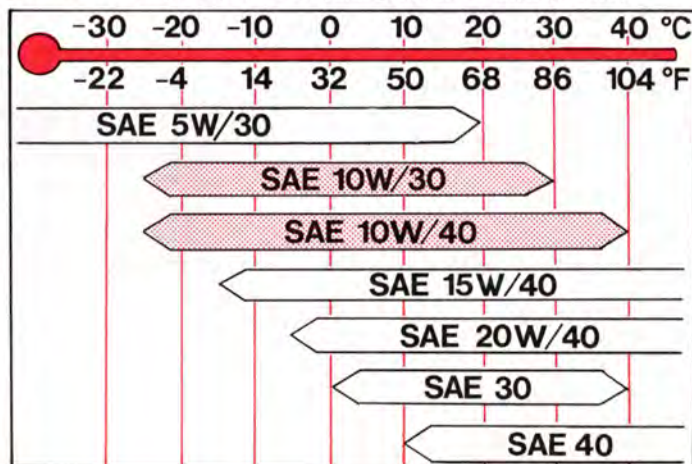 −30 −20 −10 0 10 20 30 40 °C
−22 −4 14 32 50 68 86 104 °F
SAE 5W/30
SAE 10W/30
SAE 10W/40
SAE 15W/40
SAE 20W/40
SAE 30
SAE 40